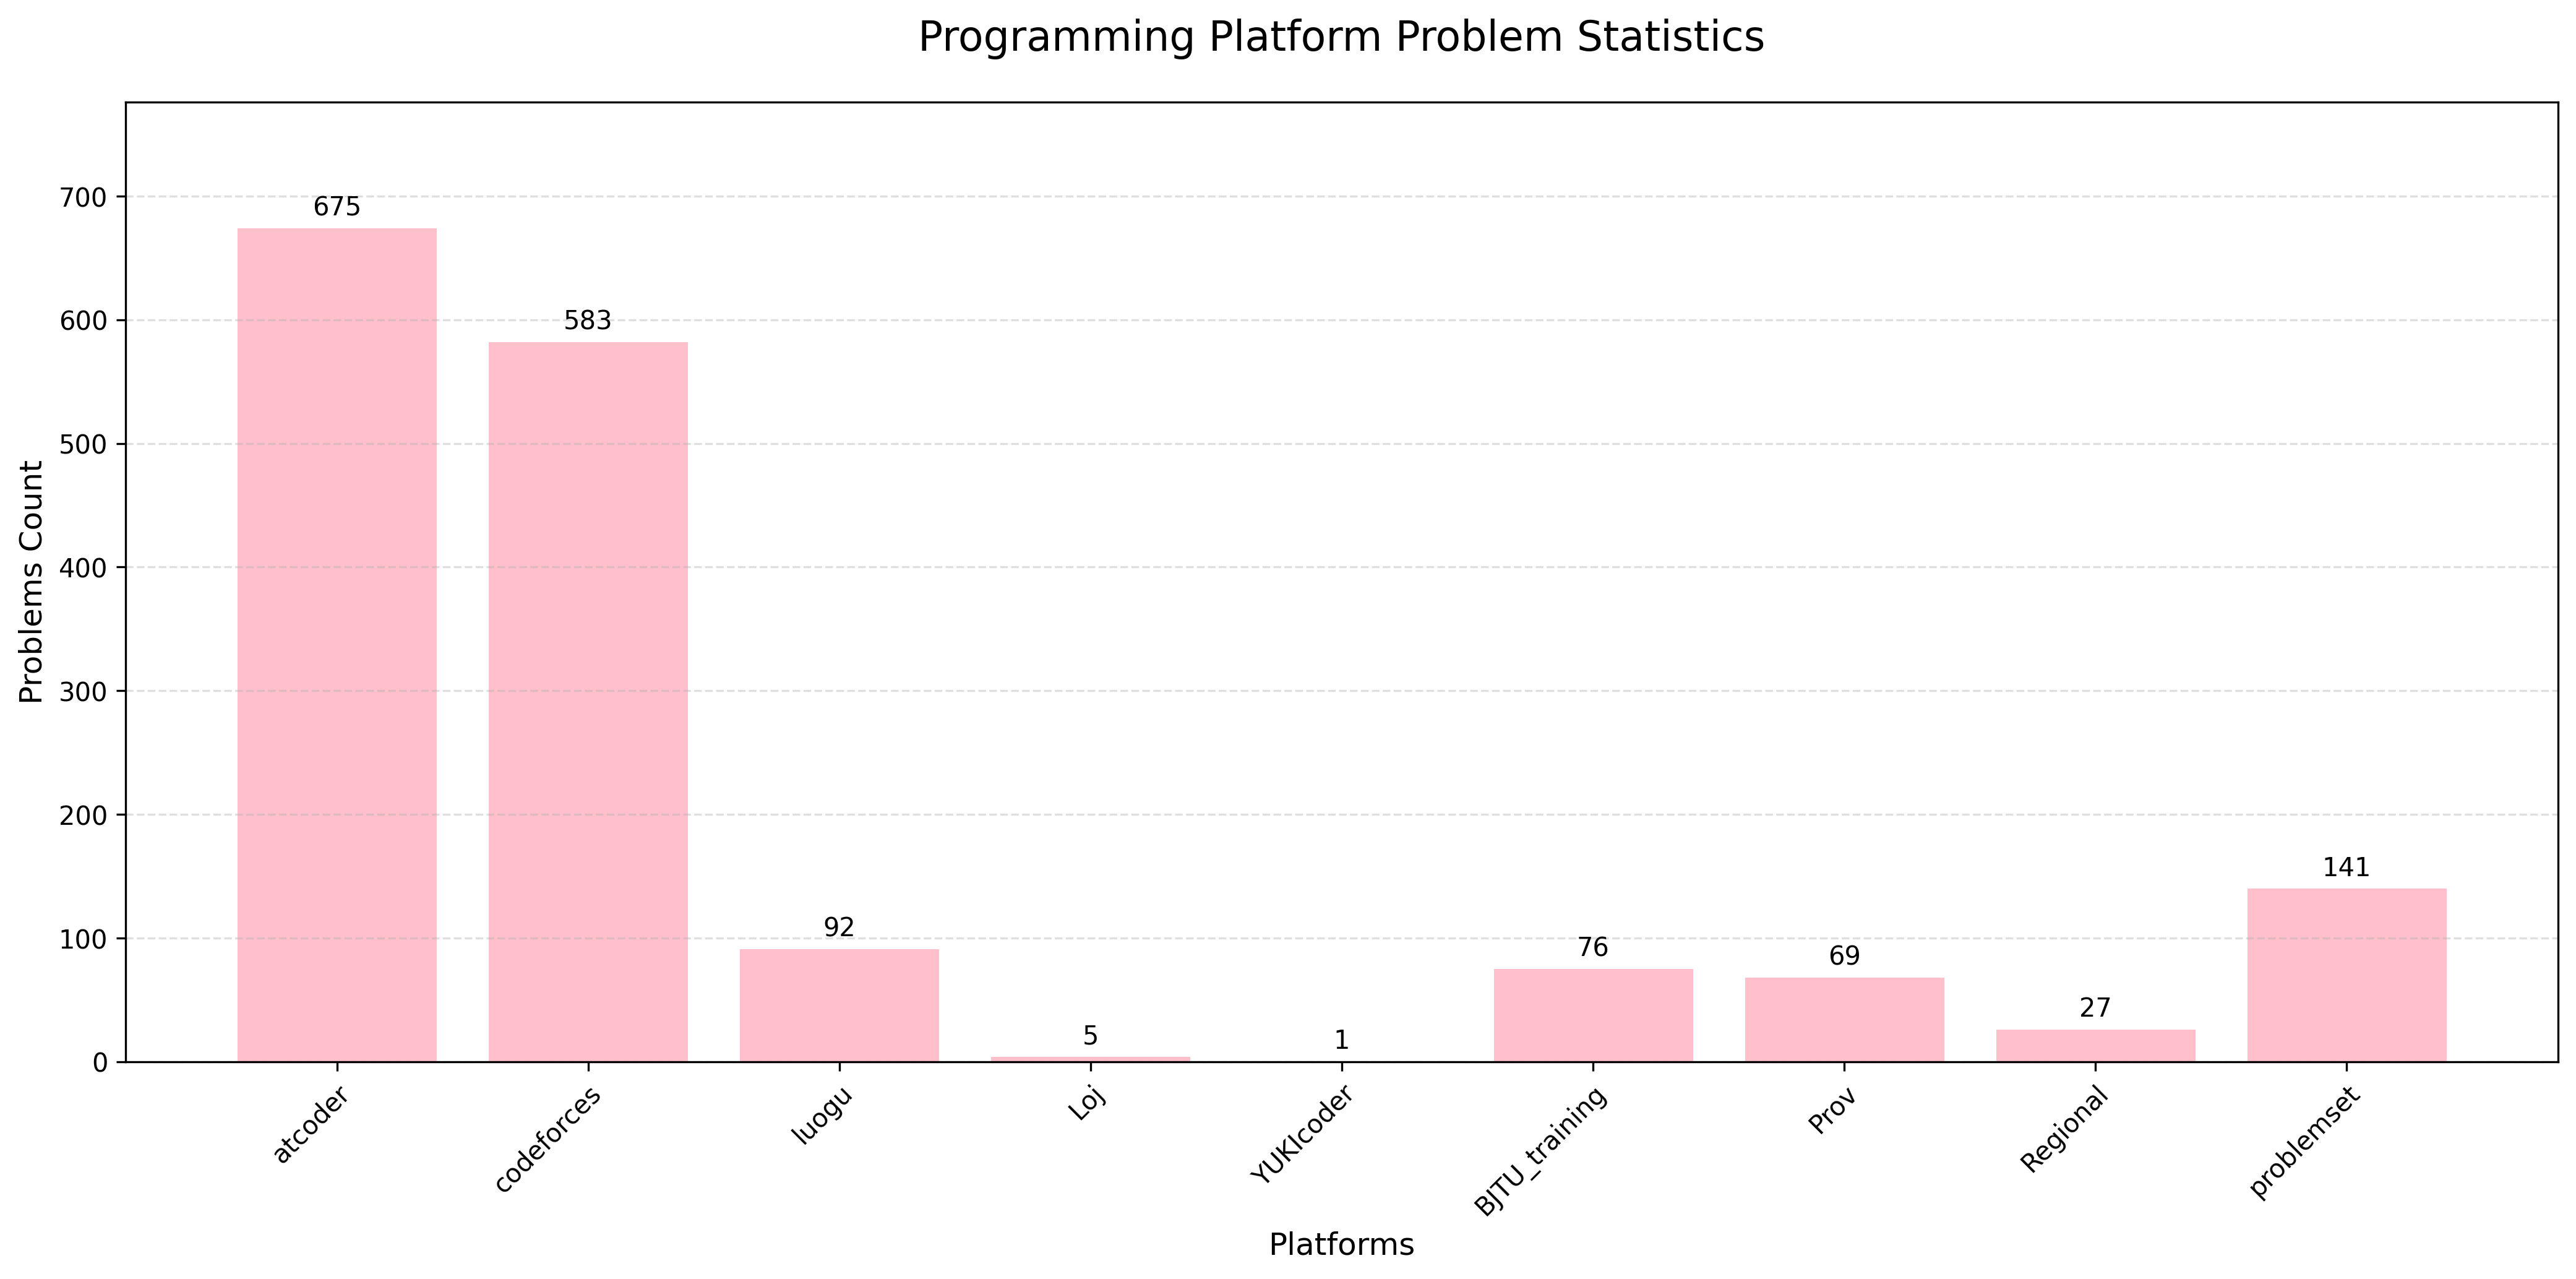 Programming Platform Problem Statistics
Problems Count
700
600
500
400
300
200
100
0
675
583
92
5
1
76
69
27
141
atcoder
codeforces
luogu
Loj
YUKIcoder
BJTU_training
Prov
Regional
problemset
Platforms